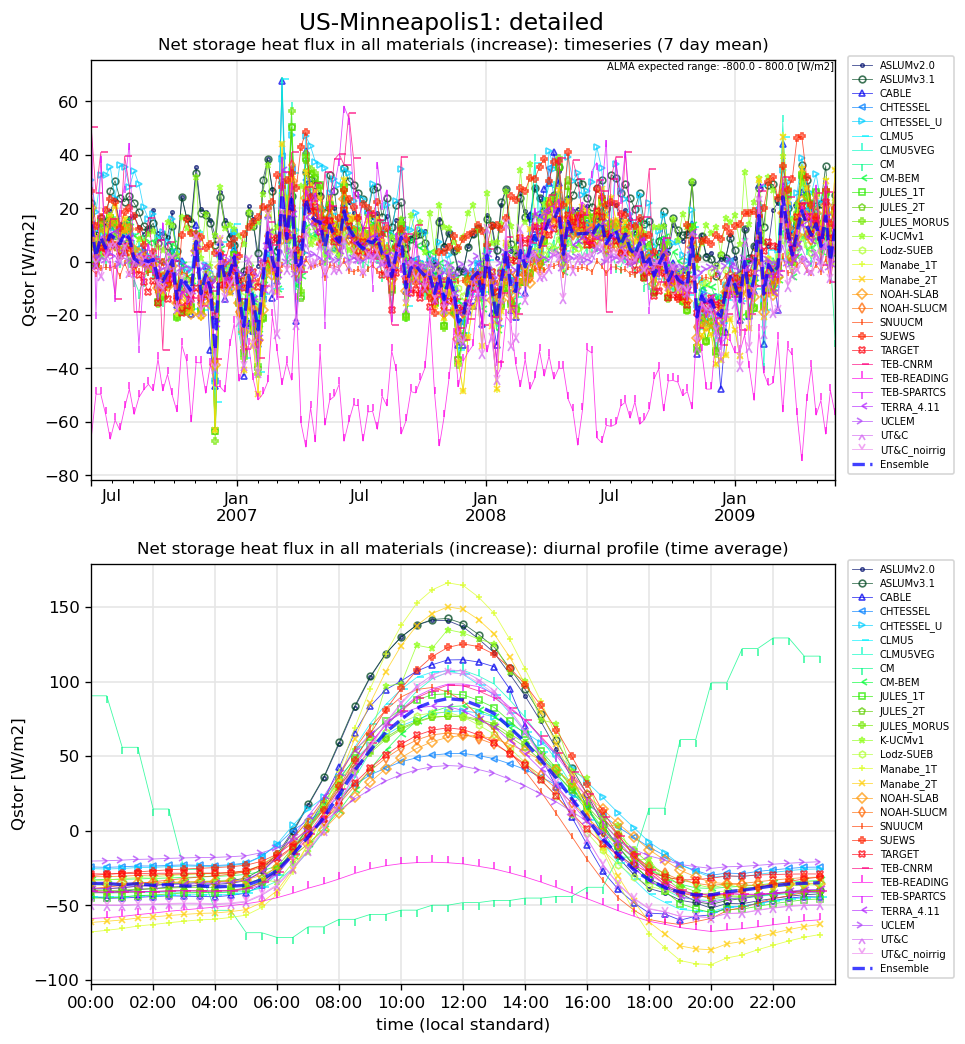 US-Minneapolis1: detailed
Net storage heat flux in all materials (increase): timeseries (7 day mean)
ALMA expected range: -800.0 - 800.0 [W/m2]
Qstor [W/m2]
60
40
20
0
−20
−40
−60
−80
Jul
Jan
2007
Jul
Jan
2008
Jul
Jan
2009
ASLUMv2.0
ASLUMv3.1
CABLE
CHTESSEL
CHTESSEL_U
CLMU5
CLMU5VEG
CM
CM-BEM
JULES_1T
JULES_2T
JULES_MORUS
K-UCMv1
Lodz-SUEB
Manabe_1T
Manabe_2T
NOAH-SLAB
NOAH-SLUCM
SNUUCM
SUEWS
TARGET
TEB-CNRM
TEB-READING
TEB-SPARTCS
TERRA_4.11
UCLEM
UT&C
UT&C_noirrig
Ensemble
Net storage heat flux in all materials (increase): diurnal profile (time average)
Qstor [W/m2]
150
100
50
0
−50
−100
00:00
02:00
04:00
06:00
08:00
10:00
12:00
14:00
16:00
18:00
20:00
22:00
time (local standard)
ASLUMv2.0
ASLUMv3.1
CABLE
CHTESSEL
CHTESSEL_U
CLMU5
CLMU5VEG
CM
CM-BEM
JULES_1T
JULES_2T
JULES_MORUS
K-UCMv1
Lodz-SUEB
Manabe_1T
Manabe_2T
NOAH-SLAB
NOAH-SLUCM
SNUUCM
SUEWS
TARGET
TEB-CNRM
TEB-READING
TEB-SPARTCS
TERRA_4.11
UCLEM
UT&C
UT&C_noirrig
Ensemble